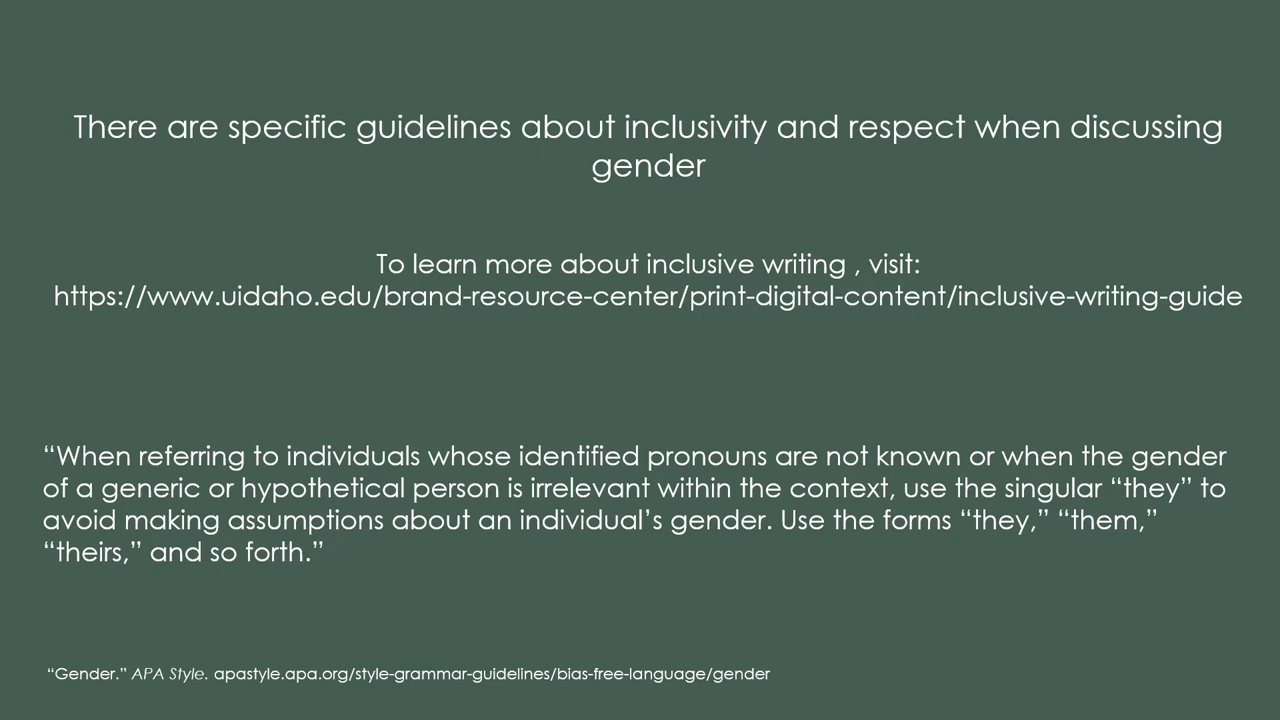 There are specific guidelines about inclusivity and respect when discussing
gender
To learn more about inclusive writing , visit:
https://www.uidaho.edu/brand-resource-center/print-digital-content/inclusive-writing-guide
“When referring to individuals whose identified pronouns are not known or when the gender
of a generic or hypothetical person is irrelevant within the context, use the singular “they” to
avoid making assumptions about an individual’s gender. Use the forms “they,” “them,”
“theirs,” and so forth.”
“Gender.” APA Style. apastyle.apa.org/style-grammar-guidelines/bias-free-language/gender